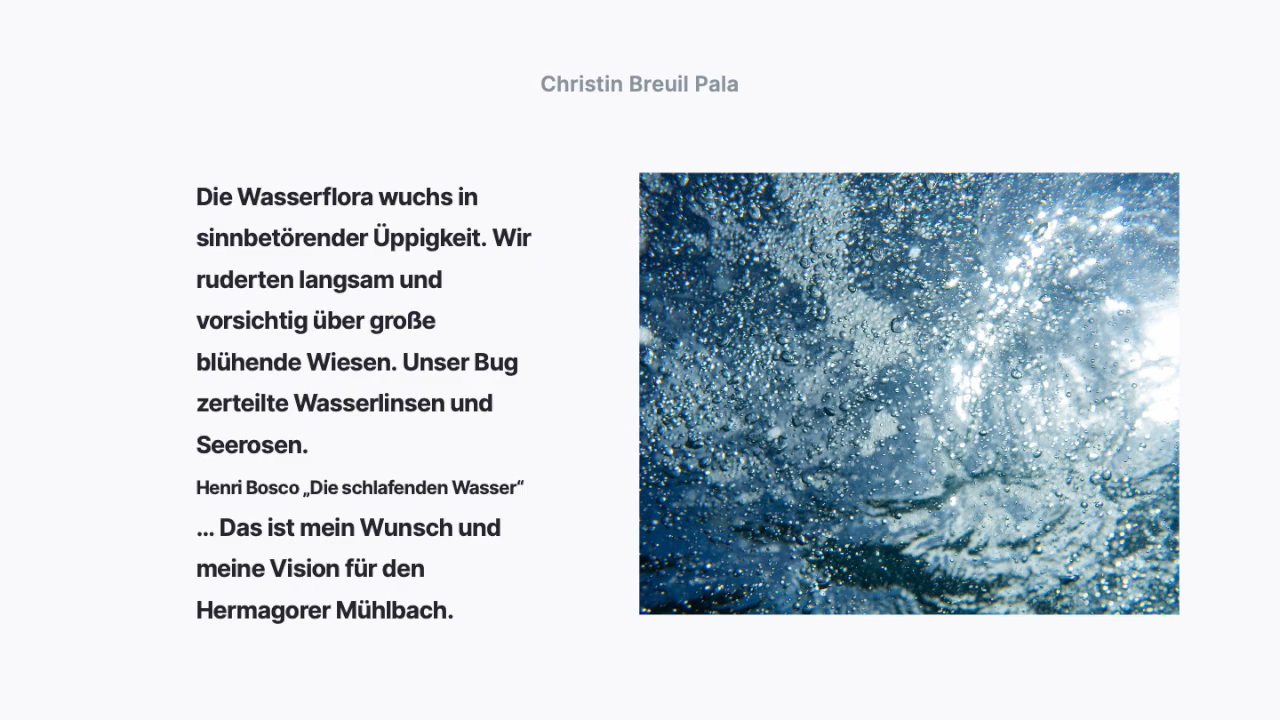 Christin Breuil Pala
Die Wasserflora wuchs in
sinnbetörender Üppigkeit. Wir
ruderten langsam und
vorsichtig über große
blühende Wiesen. Unser Bug
zerteilte Wasserlinsen und
Seerosen.
Henri Bosco „Die schlafenden Wasser“
... Das ist mein Wunsch und
meine Vision für den
Hermagorer Mühlbach.